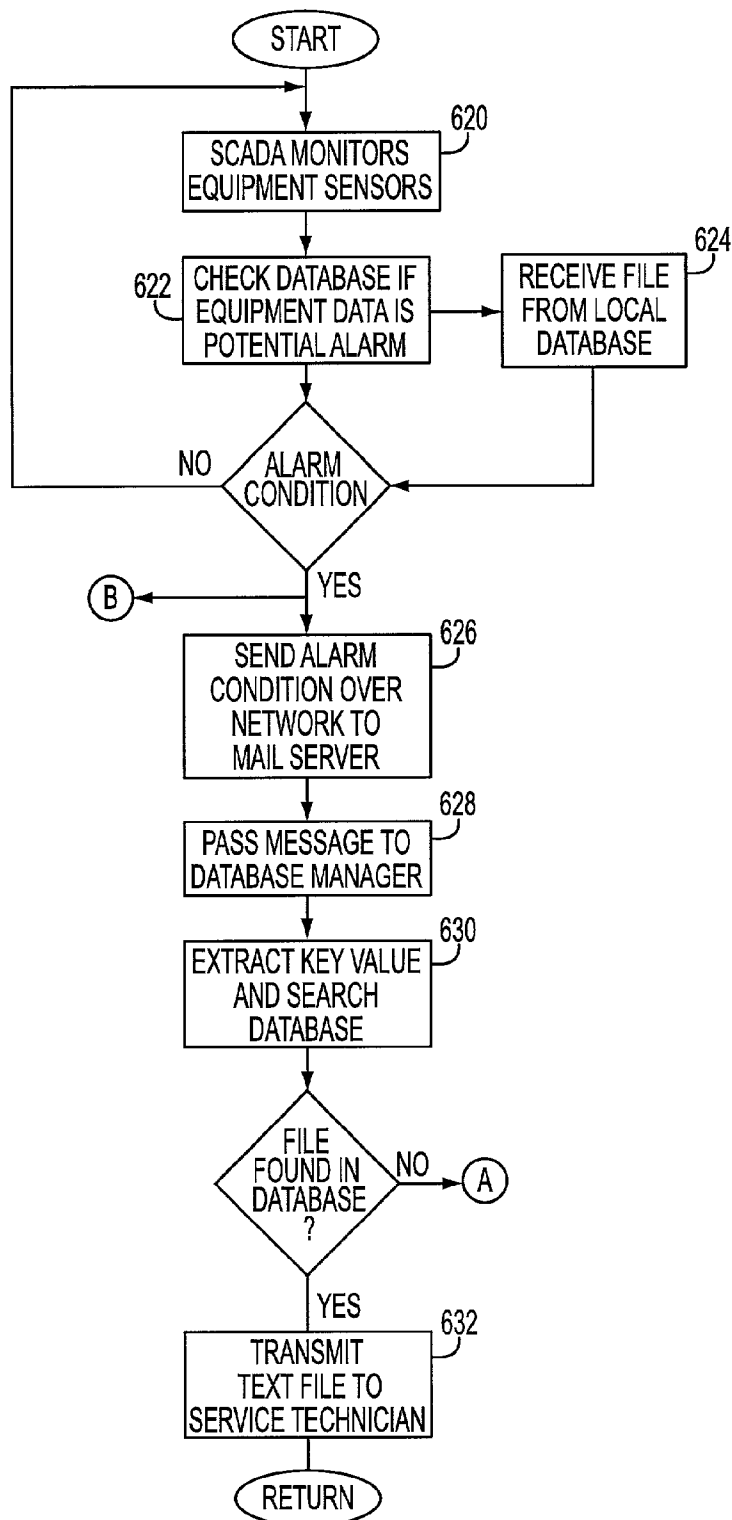 START
620
SCADA MONITORS
EQUIPMENT SENSORS
622
CHECK DATABASE IF
EQUIPMENT DATA IS
POTENTIAL ALARM
624
RECEIVE FILE
FROM LOCAL
DATABASE
NO
ALARM
CONDITION
YES
B
626
SEND ALARM
CONDITION OVER
NETWORK TO
MAIL SERVER
628
PASS MESSAGE TO
DATABASE MANAGER
630
EXTRACT KEY VALUE
AND SEARCH
DATABASE
FILE
FOUND IN
DATABASE
?
NO
A
YES
632
TRANSMIT
TEXT FILE TO
SERVICE TECHNICIAN
RETURN